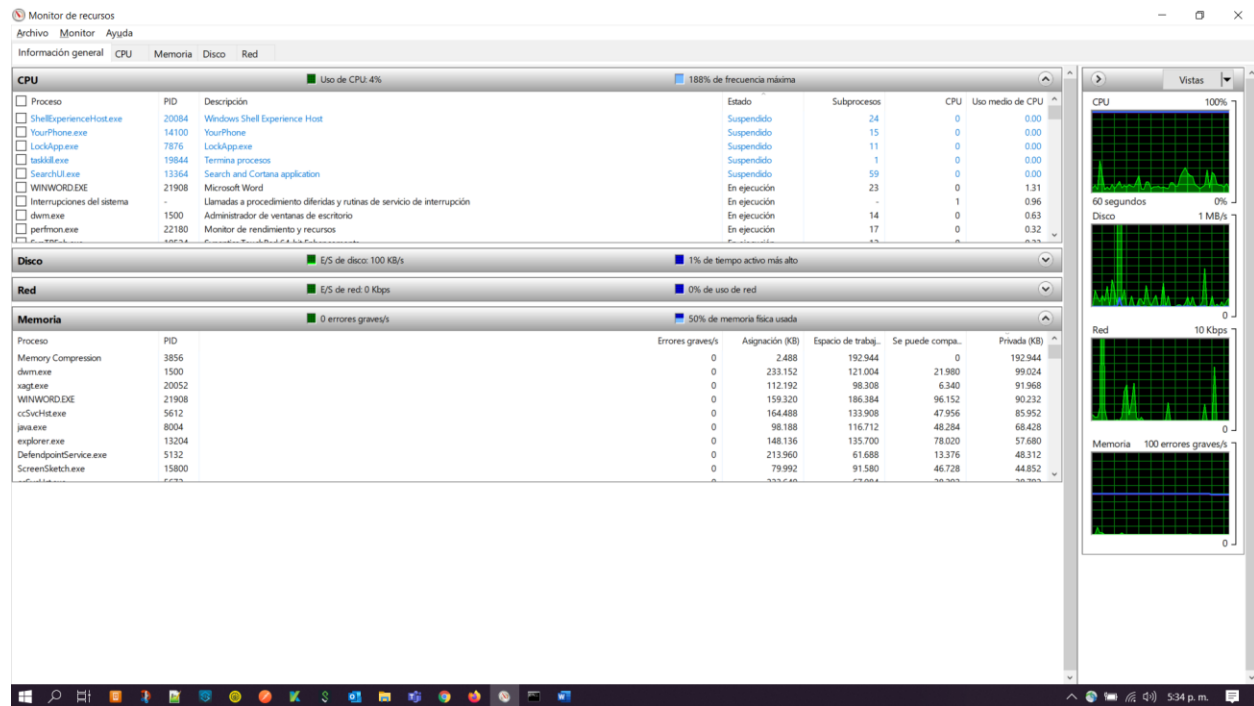 Monitor de recursos
Archivo Monitor Ayuda
Información general CPU Memoria Disco Red
CPU Uso de CPU: 4% 188% de frecuencia máxima
Proceso PID Descripción Estado Subprocesos CPU Uso medio de CPU
ShellExperienceHost.exe 20084 Windows Shell Experience Host Suspendido 24 0 0.00
YourPhone.exe 14100 YourPhone Suspendido 15 0 0.00
LockApp.exe 7876 LockApp.exe Suspendido 11 0 0.00
taskkill.exe 19844 Termina procesos Suspendido 1 0 0.00
SearchUI.exe 13364 Search and Cortana application Suspendido 59 0 0.00
WINWORD.EXE 21908 Microsoft Word En ejecución 23 0 1.31
Interrupciones del sistema - Llamadas a procedimiento diferidas y rutinas de servicio de interrupción En ejecución - 1 0.96
dwm.exe 1500 Administrador de ventanas de escritorio En ejecución 14 0 0.63
perfmon.exe 22180 Monitor de rendimiento y recursos En ejecución 17 0 0.32
Disco E/S de disco: 100 KB/s 1% de tiempo activo más alto
Red E/S de red: 0 Kbps 0% de uso de red
Memoria 0 errores graves/s 50% de memoria física usada
Proceso PID Errores graves/s Asignación (KB) Espacio de trabaj... Se puede compa... Privada (KB)
Memory Compression 3856 0 2.488 192.944 0 192.944
dwm.exe 1500 0 233.152 121.004 21.980 99.024
xagt.exe 20052 0 112.192 98.308 6.340 91.968
WINWORD.EXE 21908 0 159.320 186.384 96.152 90.232
ccSvcHst.exe 5612 0 164.488 133.908 47.956 85.952
java.exe 8004 0 98.188 116.712 48.284 68.428
explorer.exe 13204 0 148.136 135.700 78.020 57.680
DefendpointService.exe 5132 0 213.960 61.688 13.376 48.312
ScreenSketch.exe 15800 0 79.992 91.580 46.728 44.852
Vistas
CPU 100%
60 segundos 0%
Disco 1 MB/s
0
Red 10 Kbps
0
Memoria 100 errores graves/s
0
5:34 p. m.